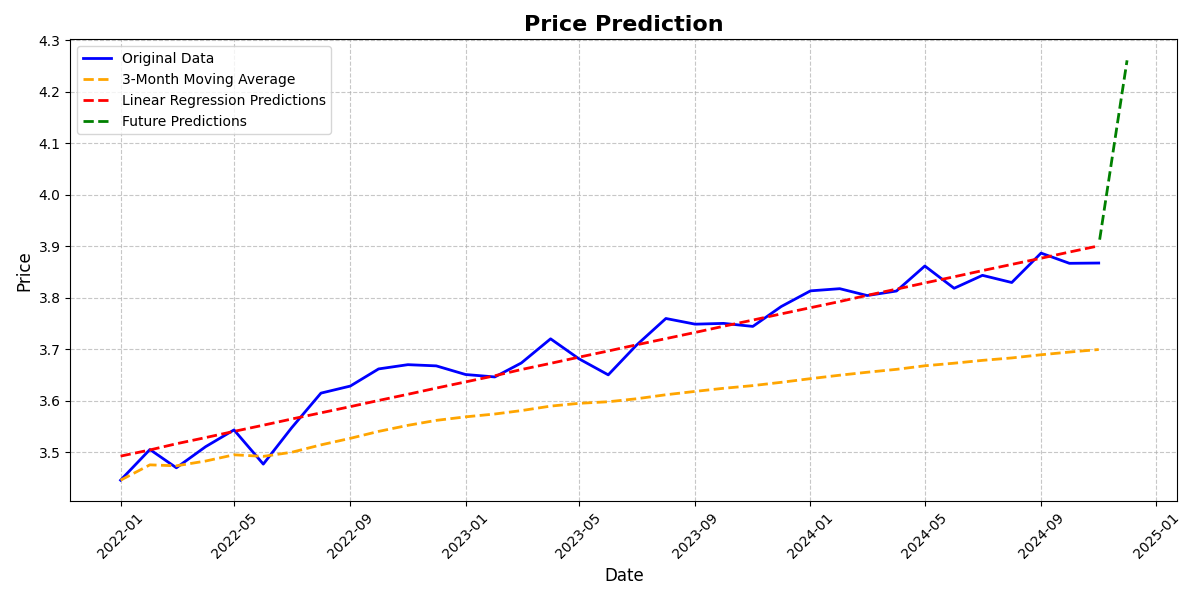 Price Prediction
Original Data
3-Month Moving Average
Linear Regression Predictions
Future Predictions
Price
4.3
4.2
4.1
4.0
3.9
3.8
3.7
3.6
3.5
2022-01
2022-05
2022-09
2023-01
2023-05
2023-09
2024-01
2024-05
2024-09
2025-01
Date